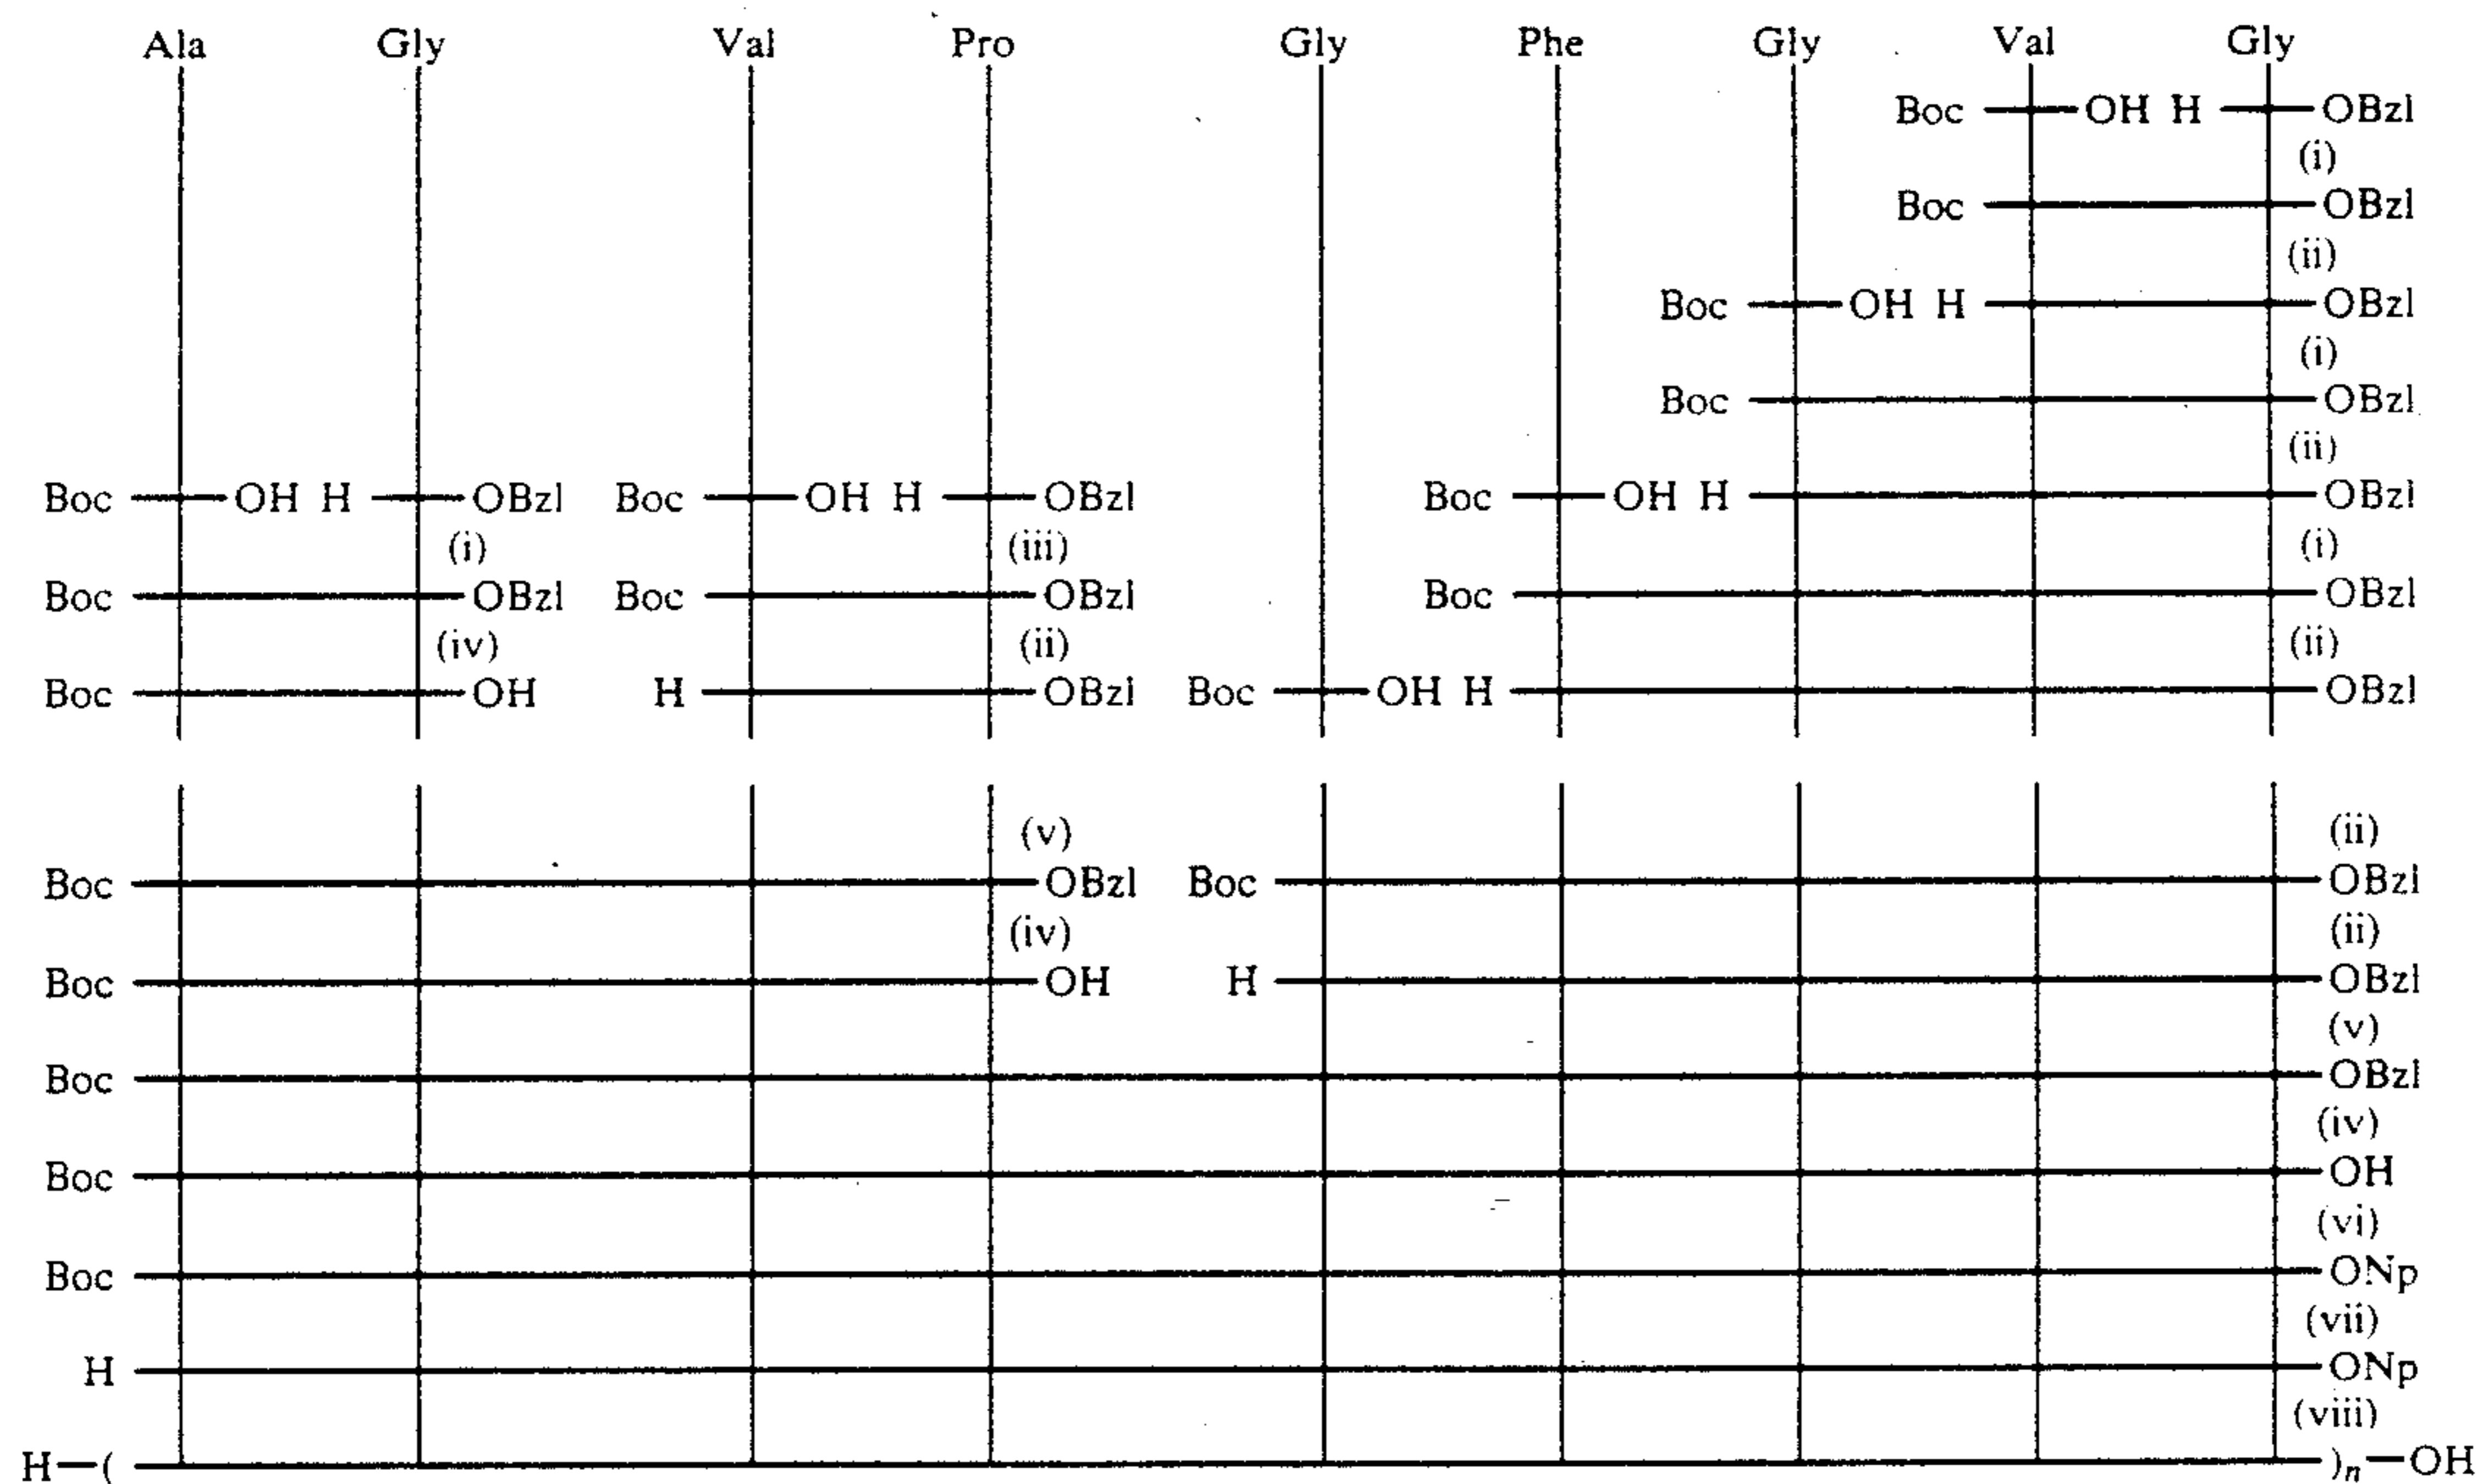 Ala Gly Val Pro Gly Phe Gly Val Gly
Boc OH H OBzl
(i)
Boc OBzl
(ii)
Boc OH H OBzl
(i)
Boc OBzl
(ii)
Boc OH H OBzl Boc OH H OBzl Boc OH H OBzl
(i) (iii) (i)
Boc OBzl Boc OBzl Boc OBzl
(iv) (ii) (ii)
Boc OH H OBzl Boc OH H OBzl
(v) (ii)
Boc OBzl Boc OBzl
(iv) (ii)
Boc OH H OBzl
(v)
Boc OBzl
(iv)
Boc OH
(vi)
Boc ONp
(vii)
H ONp
(viii)
H—( )n—OH